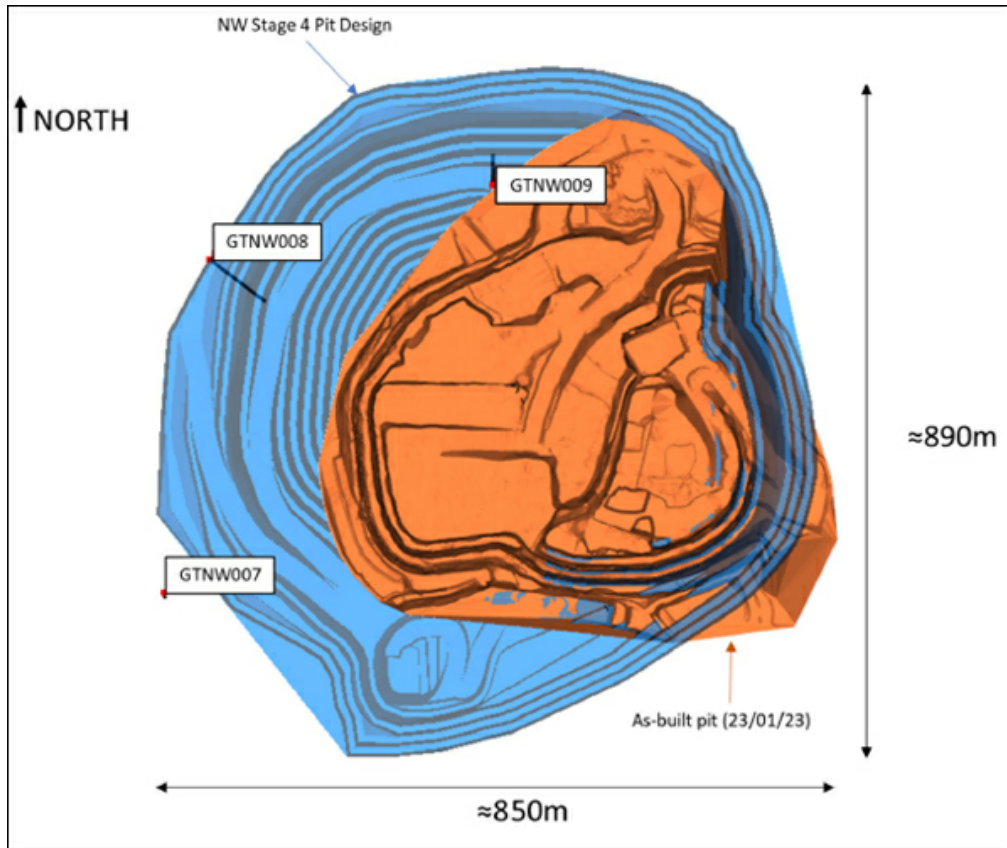 NW Stage 4 Pit Design
NORTH
GTNW009
GTNW008
≈890m
GTNW007
As-built pit (23/01/23)
≈850m